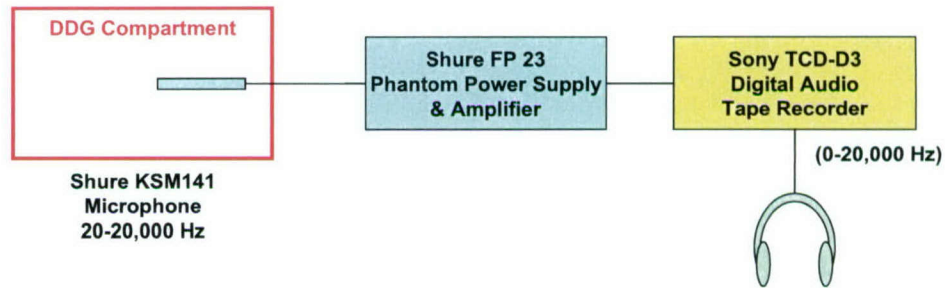 DDG Compartment
Shure FP 23
Phantom Power Supply
& Amplifier
Sony TCD-D3
Digital Audio
Tape Recorder
(0-20,000 Hz)
Shure KSM141
Microphone
20-20,000 Hz